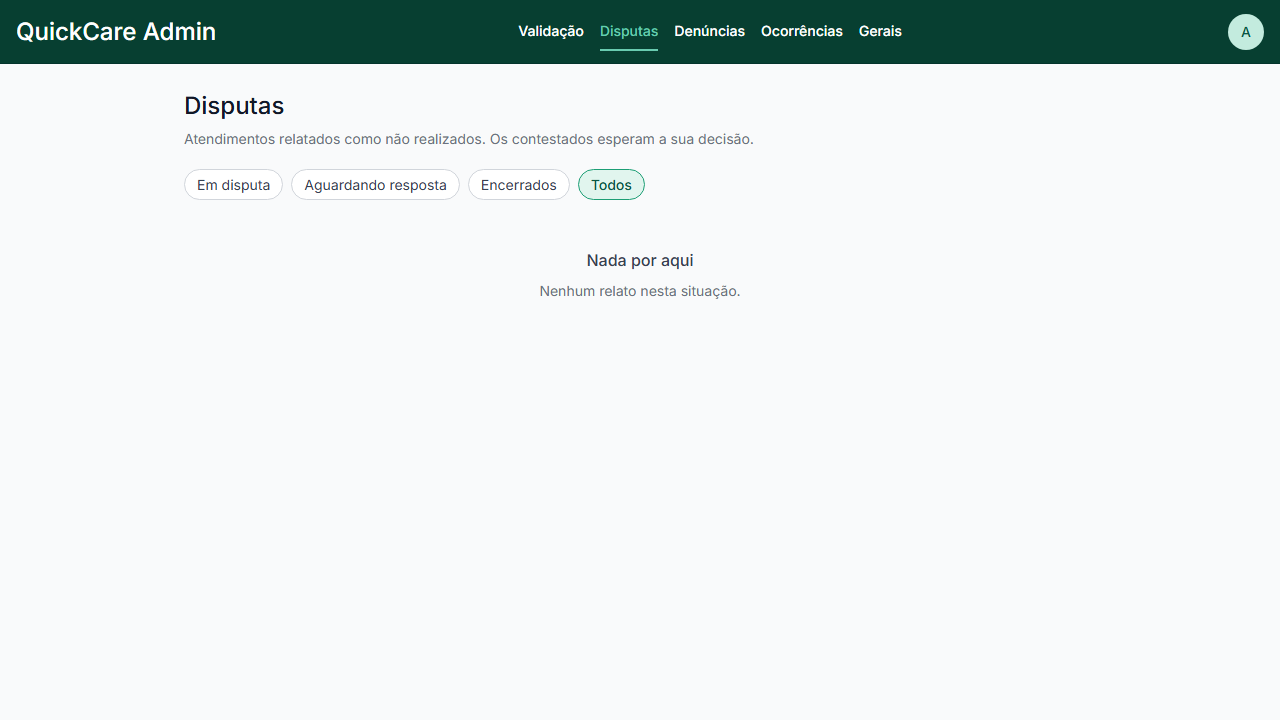 QuickCare Admin
Validação Disputas Denúncias Ocorrências Gerais
A
Disputas
Atendimentos relatados como não realizados. Os contestados esperam a sua decisão.
Em disputa Aguardando resposta Encerrados Todos
Nada por aqui
Nenhum relato nesta situação.